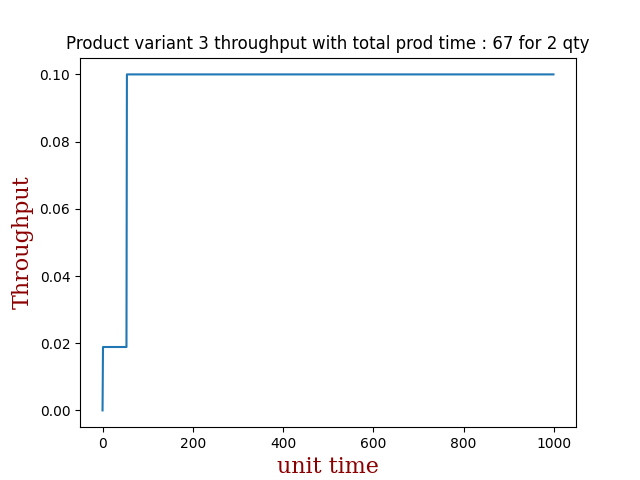 Product variant 3 throughput with total prod time : 67 for 2 qty
0.10
0.08
0.06
0.04
0.02
0.00
Throughput
0 200 400 600 800 1000
unit time